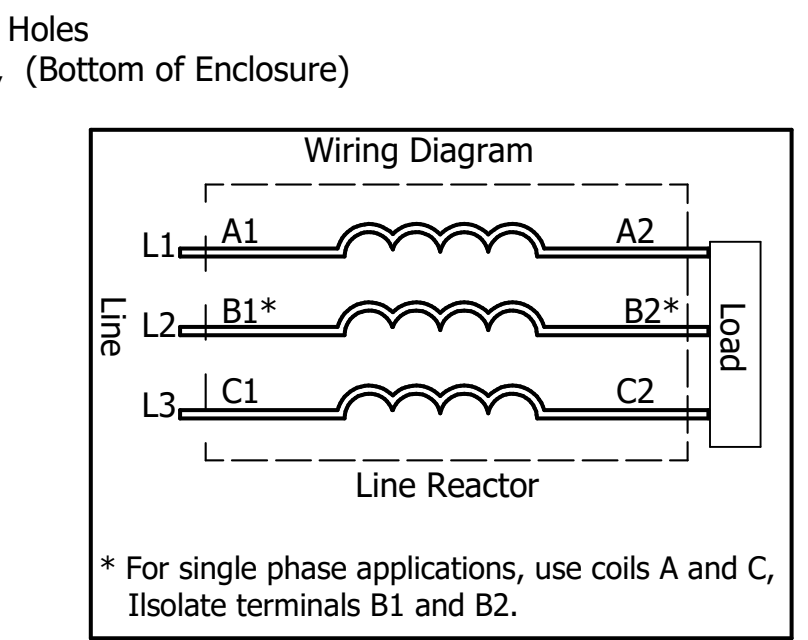 Holes
(Bottom of Enclosure)
Wiring Diagram
L1 A1 A2
Line L2 B1* B2* Load
L3 C1 C2
Line Reactor
* For single phase applications, use coils A and C,
Ilsolate terminals B1 and B2.